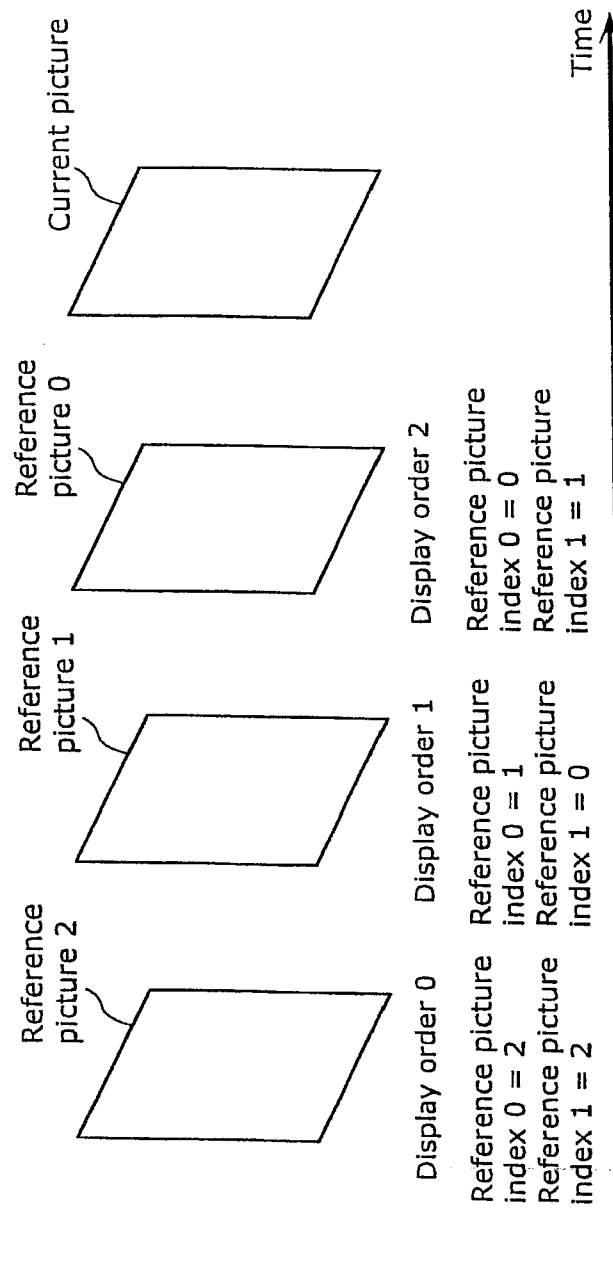 Reference
picture 2
Reference
picture 1
Reference
picture 0
Current picture
Display order 0
Display order 1
Display order 2
Reference picture
index 0 = 2
Reference picture
index 1 = 2
Reference picture
index 0 = 1
Reference picture
index 1 = 0
Reference picture
index 0 = 0
Reference picture
index 1 = 1
Time